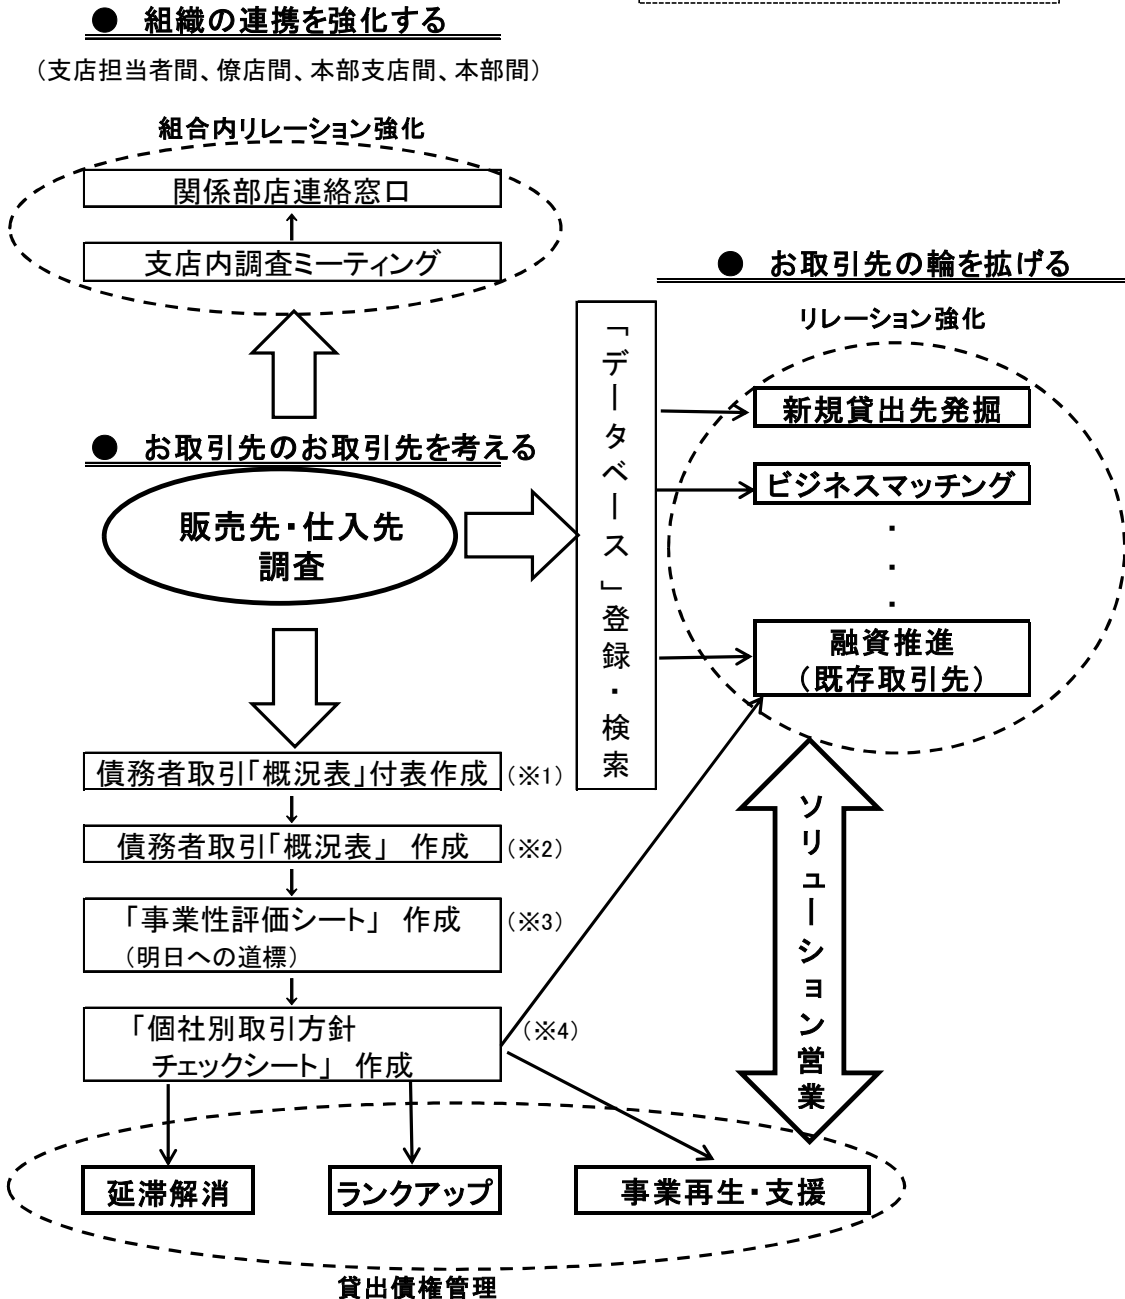 ● 組織の連携を強化する
（支店担当者間、僚店間、本部支店間、本部間）
組合内リレーション強化
関係部店連絡窓口
支店内調査ミーティング
● お取引先の輪を拡げる
リレーション強化
「データベース」登録・検索
新規貸出先発掘
ビジネスマッチング
・
・
・
融資推進
（既存取引先）
● お取引先のお取引先を考える
販売先・仕入先
調査
債務者取引「概況表」付表作成 （※1）
債務者取引「概況表」 作成 （※2）
「事業性評価シート」 作成 （※3）
（明日への道標）
「個社別取引方針 （※4）
チェックシート」 作成
ソリューション営業
延滞解消
ランクアップ
事業再生・支援
貸出債権管理